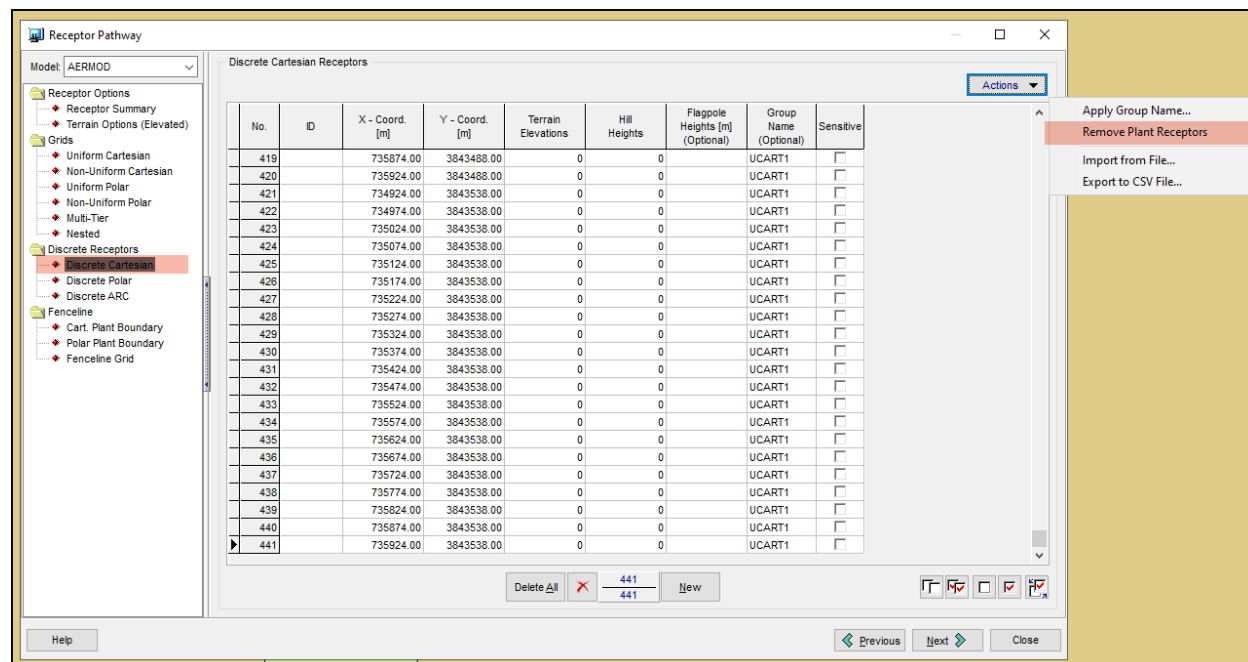 Receptor Pathway
Model: AERMOD
Receptor Options
Receptor Summary
Terrain Options (Elevated)
Grids
Uniform Cartesian
Non-Uniform Cartesian
Uniform Polar
Non-Uniform Polar
Multi-Tier
Nested
Discrete Receptors
Discrete Cartesian
Discrete Polar
Discrete ARC
Fenceline
Cart. Plant Boundary
Polar Plant Boundary
Fenceline Grid
Discrete Cartesian Receptors
Actions
Apply Group Name...
Remove Plant Receptors
Import from File...
Export to CSV File...
No. ID X - Coord. [m] Y - Coord. [m] Terrain Elevations Hill Heights Flagpole Heights [m] (Optional) Group Name (Optional) Sensitive
419 735874.00 3843488.00 0 0 UCART1
420 735924.00 3843488.00 0 0 UCART1
421 734924.00 3843538.00 0 0 UCART1
422 734974.00 3843538.00 0 0 UCART1
423 735024.00 3843538.00 0 0 UCART1
424 735074.00 3843538.00 0 0 UCART1
425 735124.00 3843538.00 0 0 UCART1
426 735174.00 3843538.00 0 0 UCART1
427 735224.00 3843538.00 0 0 UCART1
428 735274.00 3843538.00 0 0 UCART1
429 735324.00 3843538.00 0 0 UCART1
430 735374.00 3843538.00 0 0 UCART1
431 735424.00 3843538.00 0 0 UCART1
432 735474.00 3843538.00 0 0 UCART1
433 735524.00 3843538.00 0 0 UCART1
434 735574.00 3843538.00 0 0 UCART1
435 735624.00 3843538.00 0 0 UCART1
436 735674.00 3843538.00 0 0 UCART1
437 735724.00 3843538.00 0 0 UCART1
438 735774.00 3843538.00 0 0 UCART1
439 735824.00 3843538.00 0 0 UCART1
440 735874.00 3843538.00 0 0 UCART1
441 735924.00 3843538.00 0 0 UCART1
Delete All 441 New
441
Help Previous Next Close